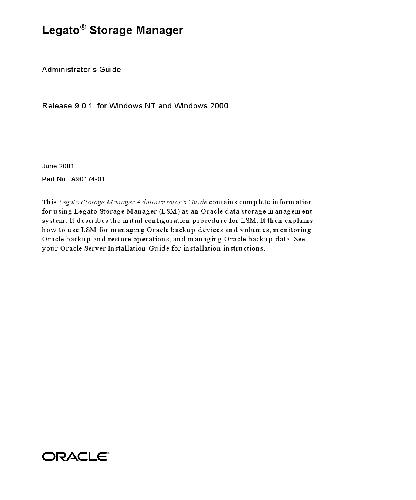 Legato® Storage Manager
Administrator's Guide
Release 9.0.1 for Windows NT and Windows 2000
June 2001
Part No. A90174-01
This Legato Storage Manager Administrator's Guide contains complete information
for using Legato Storage Manager (LSM) as an Oracle data storage management
system. It describes the initial configuration procedure for LSM. It then explains
how to use LSM for managing Oracle backup devices and volumes, monitoring
Oracle backup and restore operations, and managing Oracle backup data. See
your Oracle Server Installation Guide for installation instructions.
ORACLE®